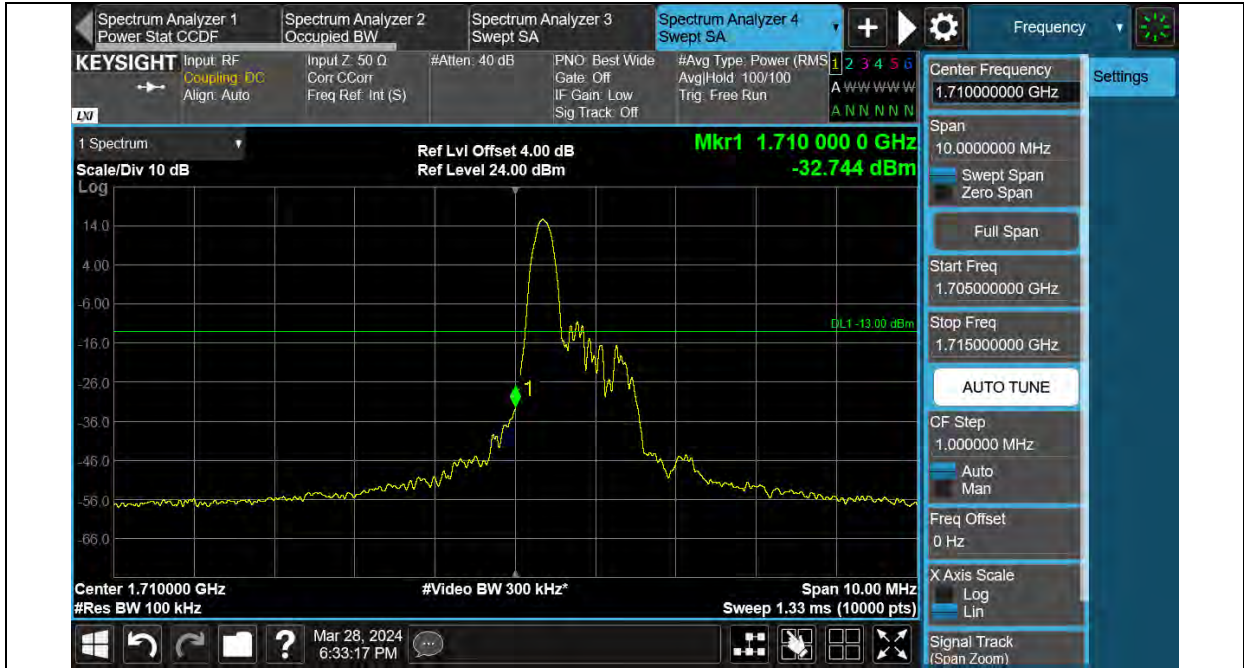 Spectrum Analyzer 1
Power Stat CCDF
Spectrum Analyzer 2
Occupied BW
Spectrum Analyzer 3
Swept SA
Spectrum Analyzer 4
Swept SA
Frequency
KEYSIGHT
LXI
Input: RF
Coupling: DC
Align: Auto
Input Z: 50 Ω
Corr CCorr
Freq Ref: Int (S)
#Atten: 40 dB
PNO: Best Wide
Gate: Off
IF Gain: Low
Sig Track: Off
#Avg Type: Power (RMS
Avg|Hold: 100/100
Trig: Free Run
1 2 3 4 5 6
A W W W W W
A N N N N N
1 Spectrum
Scale/Div 10 dB
Log
Ref Lvl Offset 4.00 dB
Ref Level 24.00 dBm
Mkr1 1.710 000 0 GHz
-32.744 dBm
14.0
4.00
-6.00
-16.0
-26.0
-36.0
-46.0
-56.0
-66.0
DL1 -13.00 dBm
1
Center 1.710000 GHz
#Res BW 100 kHz
#Video BW 300 kHz*
Span 10.00 MHz
Sweep 1.33 ms (10000 pts)
Mar 28, 2024
6:33:17 PM
Center Frequency
1.710000000 GHz
Settings
Span
10.0000000 MHz
Swept Span
Zero Span
Full Span
Start Freq
1.705000000 GHz
Stop Freq
1.715000000 GHz
AUTO TUNE
CF Step
1.000000 MHz
Auto
Man
Freq Offset
0 Hz
X Axis Scale
Log
Lin
Signal Track
(Span Zoom)